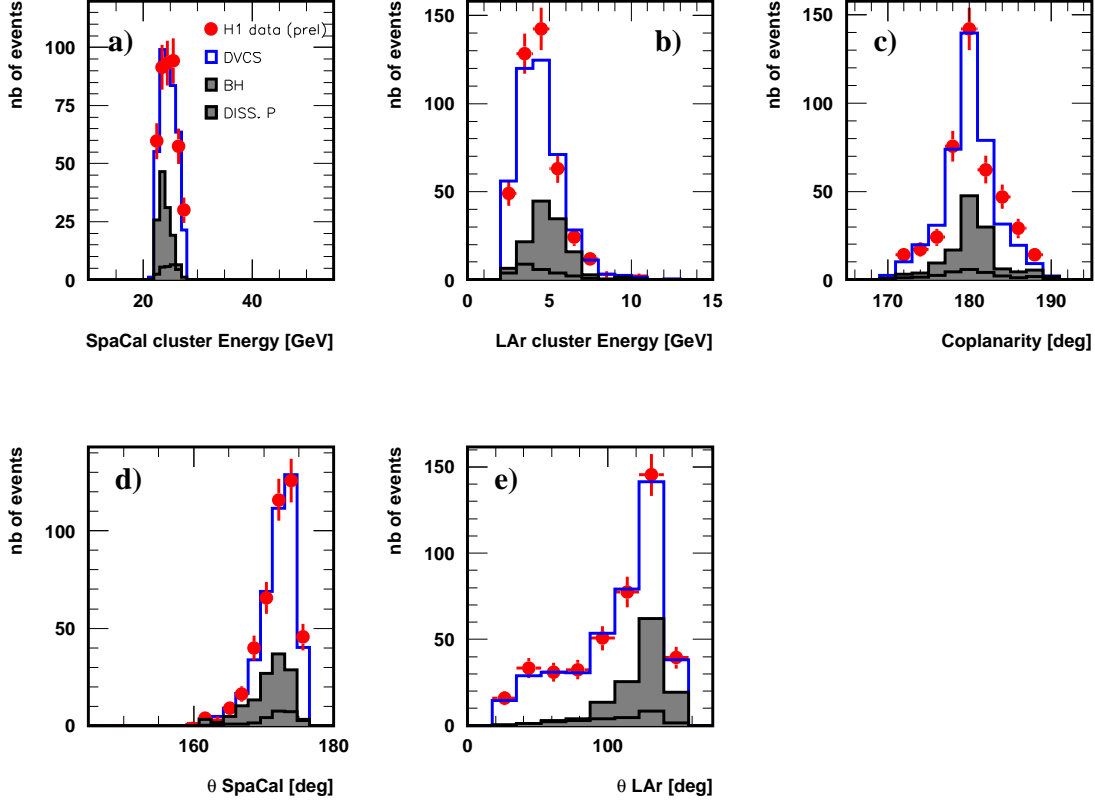 a)
H1 data (prel)
DVCS
BH
DISS. P
nb of events
0
25
50
75
100
20
40
SpaCal cluster Energy [GeV]
b)
nb of events
0
50
100
150
0
5
10
15
LAr cluster Energy [GeV]
c)
nb of events
0
50
100
150
170
180
190
Coplanarity [deg]
d)
nb of events
0
50
100
160
180
θ SpaCal [deg]
e)
nb of events
0
50
100
150
0
100
θ LAr [deg]